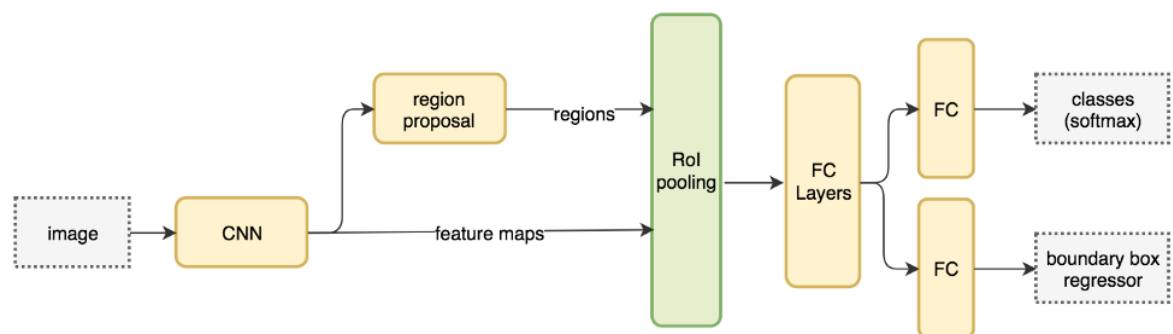 image
CNN
region
proposal
regions
feature maps
RoI
pooling
FC
Layers
FC
classes
(softmax)
FC
boundary box
regressor